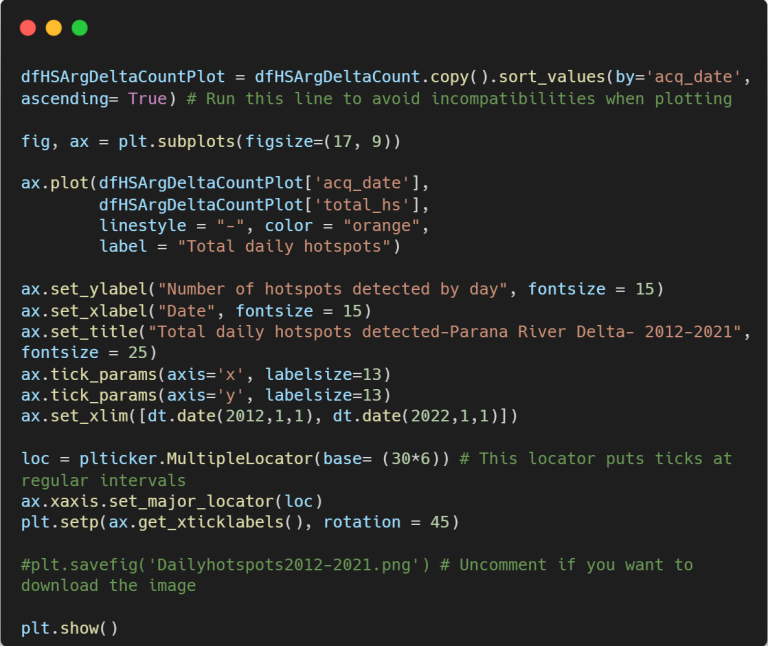 dfHSArgDeltaCountPlot = dfHSArgDeltaCount.copy().sort_values(by='acq_date',
ascending= True) # Run this line to avoid incompatibilities when plotting
fig, ax = plt.subplots(figsize=(17, 9))
ax.plot(dfHSArgDeltaCountPlot['acq_date'],
        dfHSArgDeltaCountPlot['total_hs'],
        linestyle = "-", color = "orange",
        label = "Total daily hotspots")
ax.set_ylabel("Number of hotspots detected by day", fontsize = 15)
ax.set_xlabel("Date", fontsize = 15)
ax.set_title("Total daily hotspots detected-Parana River Delta- 2012-2021",
fontsize = 25)
ax.tick_params(axis='x', labelsize=13)
ax.tick_params(axis='y', labelsize=13)
ax.set_xlim([dt.date(2012,1,1), dt.date(2022,1,1)])
loc = plticker.MultipleLocator(base= (30*6)) # This locator puts ticks at
regular intervals
ax.xaxis.set_major_locator(loc)
plt.setp(ax.get_xticklabels(), rotation = 45)
#plt.savefig('Dailyhotspots2012-2021.png') # Uncomment if you want to
download the image
plt.show()